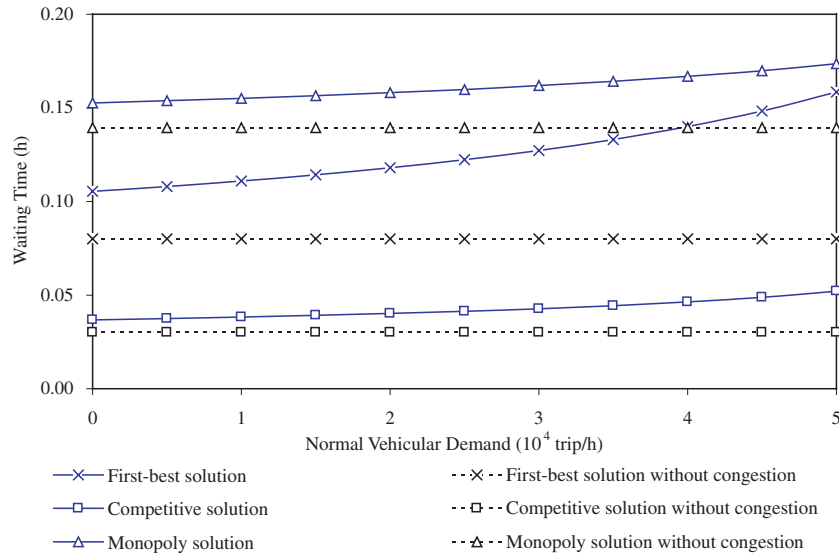 0.20
0.15
0.10
0.05
0.00
Waiting Time (h)
0 1 2 3 4 5
Normal Vehicular Demand (10⁴ trip/h)
First-best solution
First-best solution without congestion
Competitive solution
Competitive solution without congestion
Monopoly solution
Monopoly solution without congestion